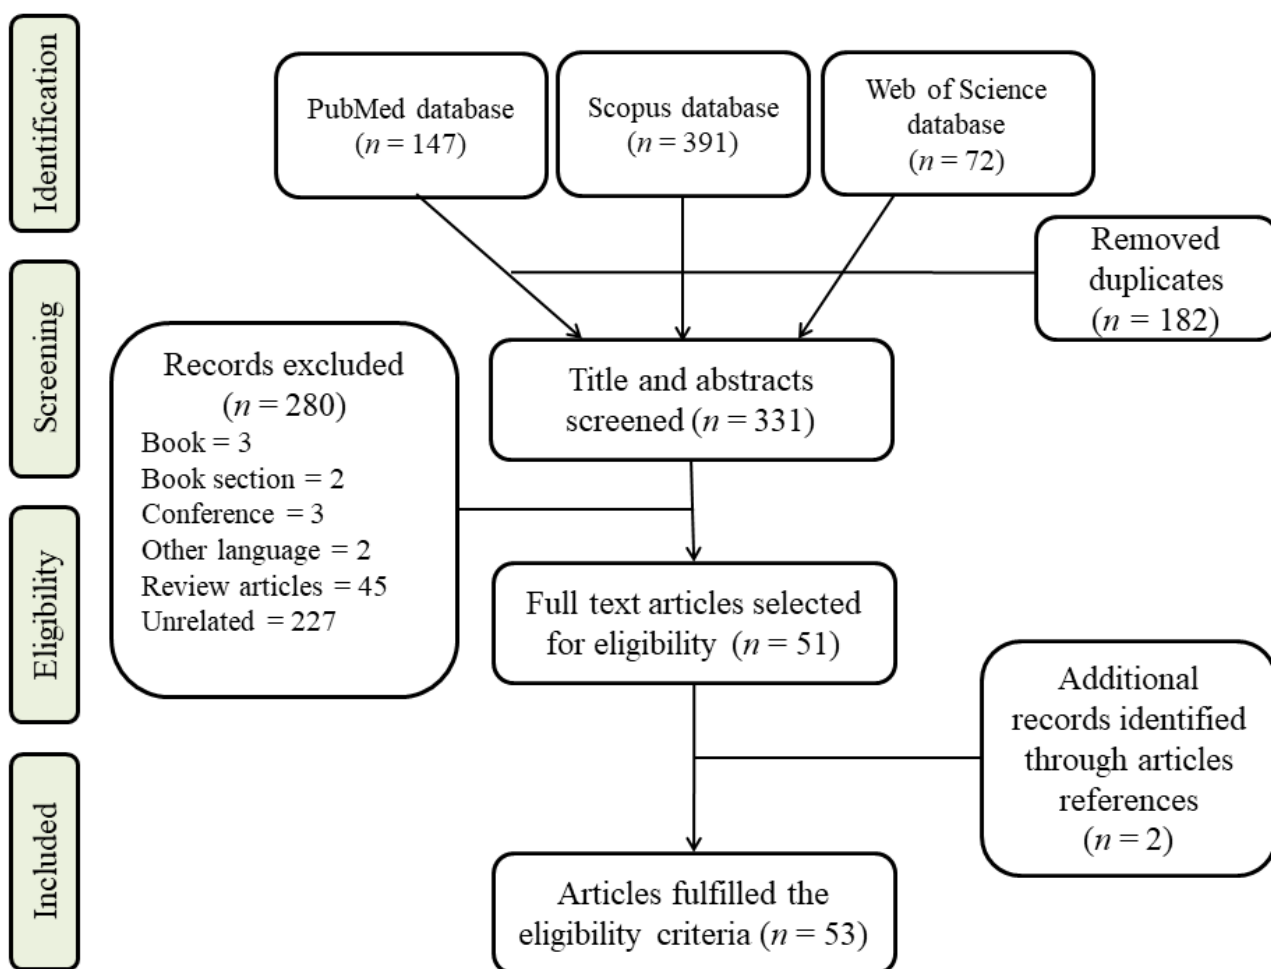 Identification
PubMed database
(n = 147)
Scopus database
(n = 391)
Web of Science
database
(n = 72)
Removed
duplicates
(n = 182)
Screening
Records excluded
(n = 280)
Book = 3
Book section = 2
Conference = 3
Other language = 2
Review articles = 45
Unrelated = 227
Title and abstracts
screened (n = 331)
Eligibility
Full text articles selected
for eligibility (n = 51)
Additional
records identified
through articles
references
(n = 2)
Included
Articles fulfilled the
eligibility criteria (n = 53)